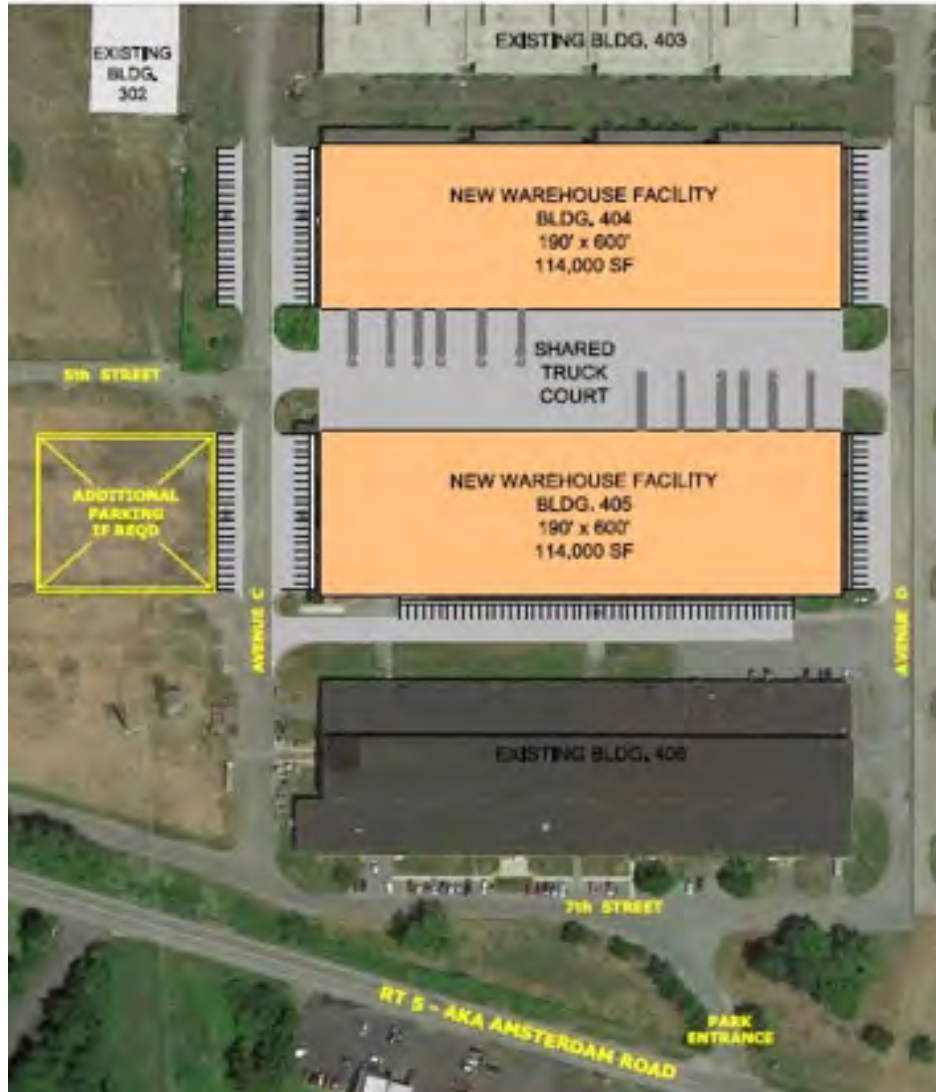 EXISTING BLDG. 403
EXISTING
BLDG.
302
NEW WAREHOUSE FACILITY
BLDG. 404
190' x 600'
114,000 SF
SHARED
TRUCK
COURT
5th STREET
ADDITIONAL
PARKING
IF REQD
NEW WAREHOUSE FACILITY
BLDG. 405
190' x 600'
114,000 SF
AVENUE C
AVENUE D
EXISTING BLDG. 406
7th STREET
RT 5 - AKA AMSTERDAM ROAD
PARK
ENTRANCE